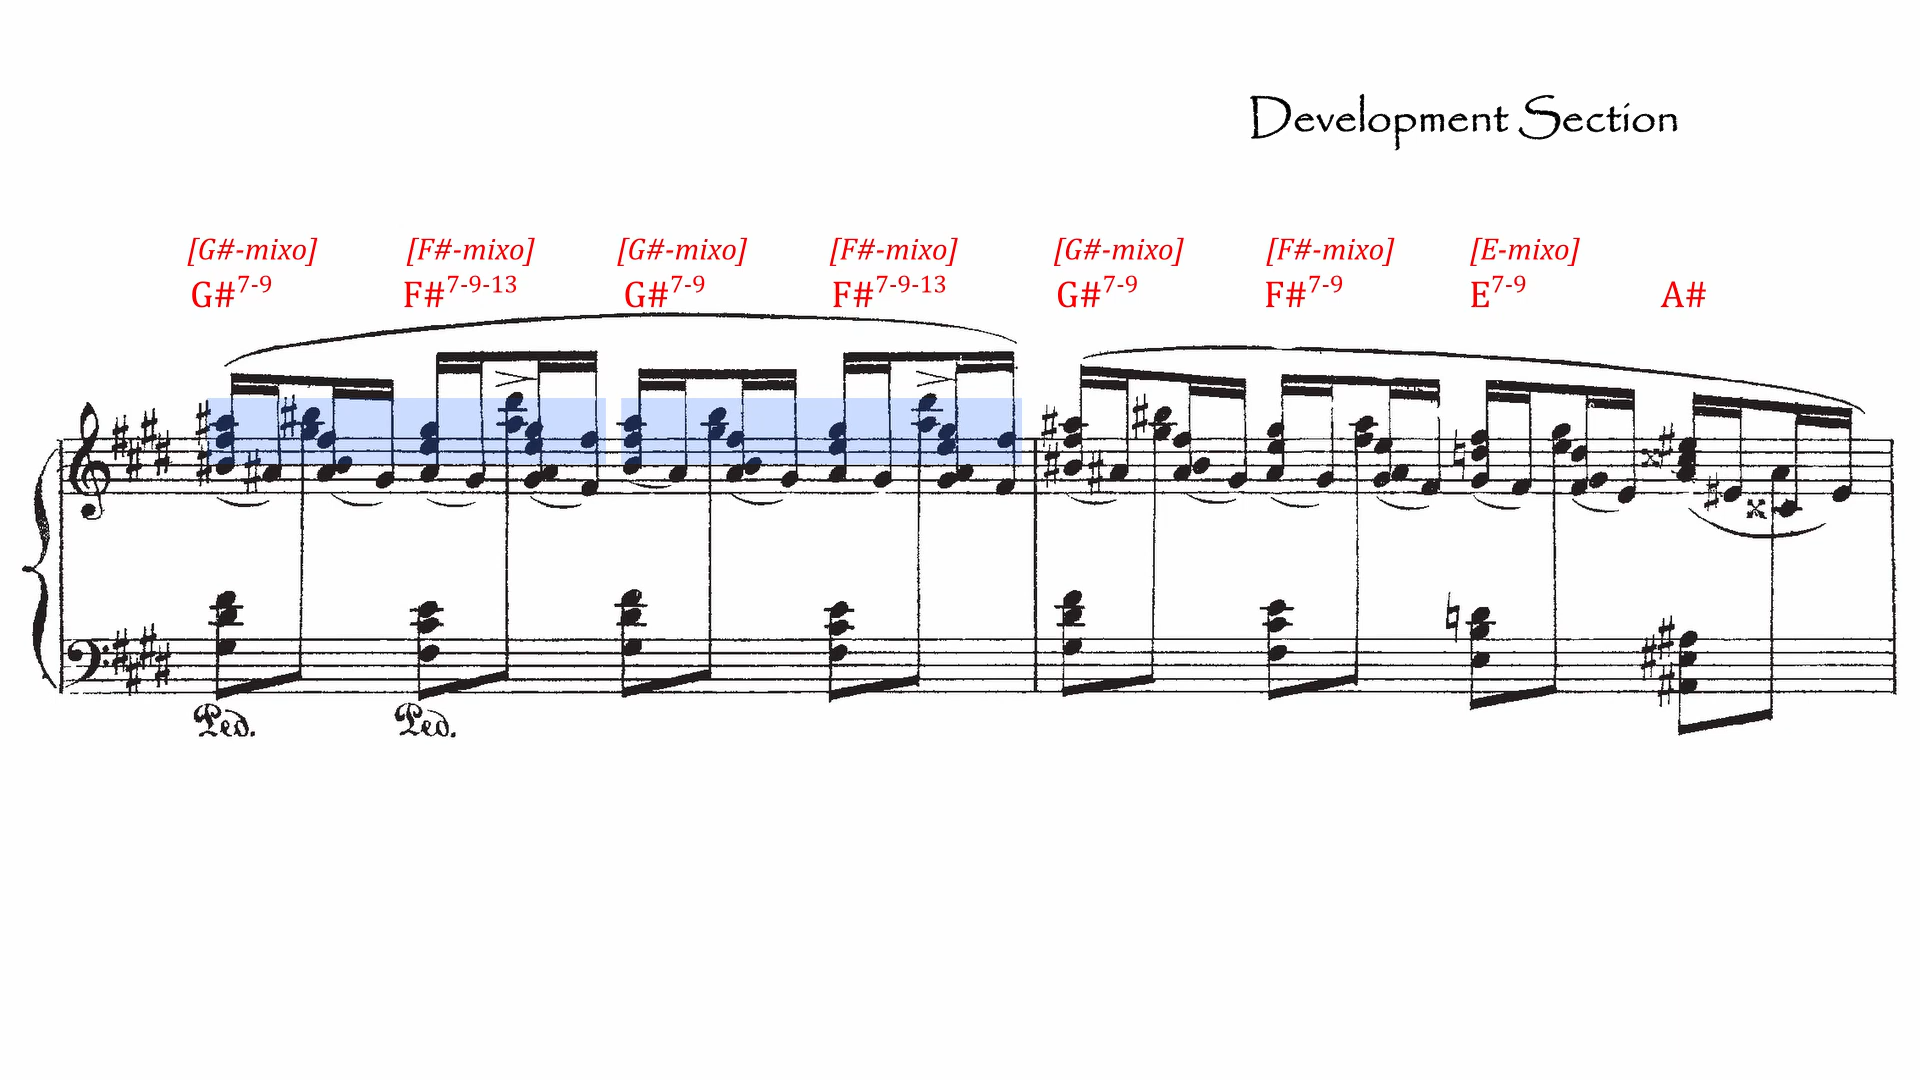 Development Section
[G#-mixo] [F#-mixo] [G#-mixo] [F#-mixo] [G#-mixo] [F#-mixo] [E-mixo]
G#7-9 F#7-9-13 G#7-9 F#7-9-13 G#7-9 F#7-9 E7-9 A#
Ped. Ped.